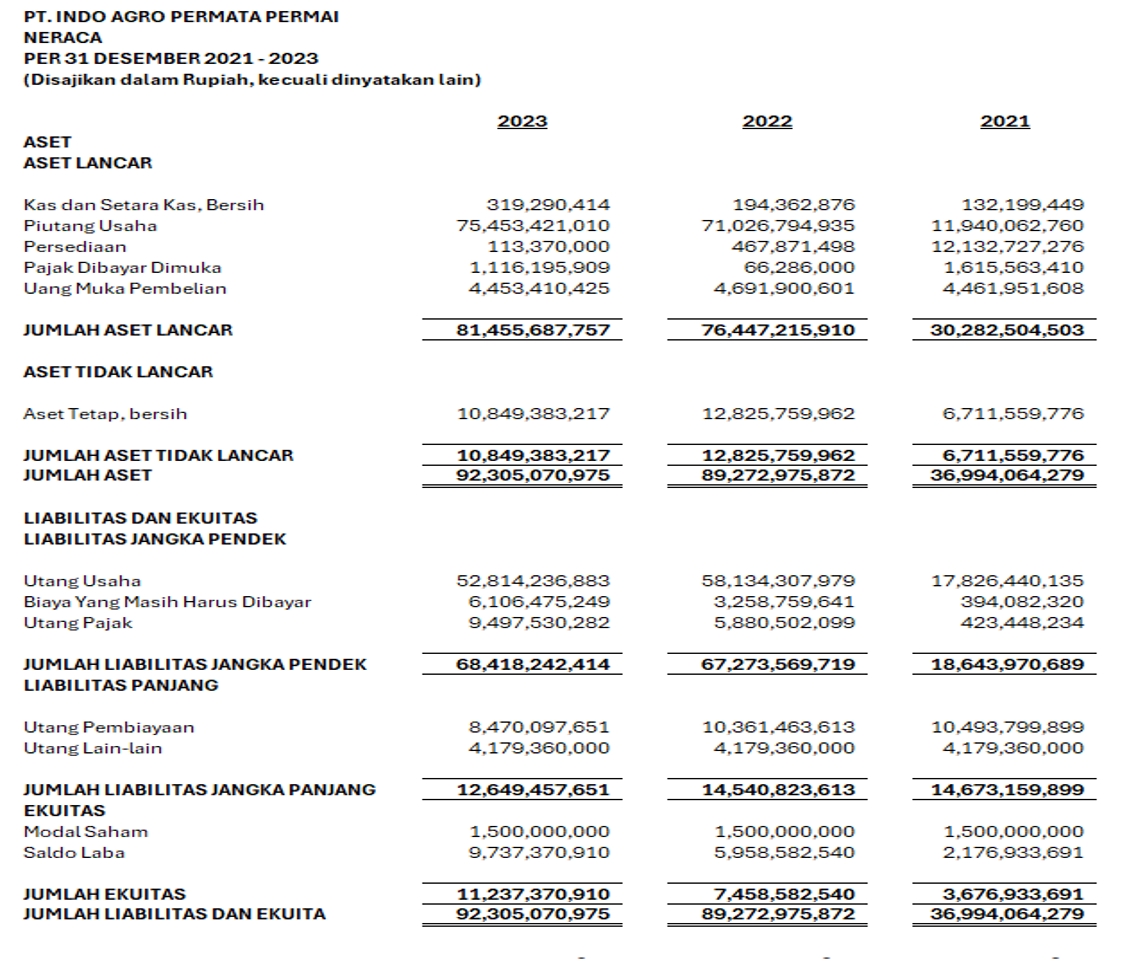 PT. INDO AGRO PERMATA PERMAI
NERACA
PER 31 DESEMBER 2021 - 2023
(Disajikan dalam Rupiah, kecuali dinyatakan lain)
2023 2022 2021
ASET
ASET LANCAR
Kas dan Setara Kas, Bersih 319,290,414 194,362,876 132,199,449
Piutang Usaha 75,453,421,010 71,026,794,935 11,940,062,760
Persediaan 113,370,000 467,871,498 12,132,727,276
Pajak Dibayar Dimuka 1,116,195,909 66,286,000 1,615,563,410
Uang Muka Pembelian 4,453,410,425 4,691,900,601 4,461,951,608
JUMLAH ASET LANCAR 81,455,687,757 76,447,215,910 30,282,504,503
ASET TIDAK LANCAR
Aset Tetap, bersih 10,849,383,217 12,825,759,962 6,711,559,776
JUMLAH ASET TIDAK LANCAR 10,849,383,217 12,825,759,962 6,711,559,776
JUMLAH ASET 92,305,070,975 89,272,975,872 36,994,064,279
LIABILITAS DAN EKUITAS
LIABILITAS JANGKA PENDEK
Utang Usaha 52,814,236,883 58,134,307,979 17,826,440,135
Biaya Yang Masih Harus Dibayar 6,106,475,249 3,258,759,641 394,082,320
Utang Pajak 9,497,530,282 5,880,502,099 423,448,234
JUMLAH LIABILITAS JANGKA PENDEK 68,418,242,414 67,273,569,719 18,643,970,689
LIABILITAS PANJANG
Utang Pembiayaan 8,470,097,651 10,361,463,613 10,493,799,899
Utang Lain-lain 4,179,360,000 4,179,360,000 4,179,360,000
JUMLAH LIABILITAS JANGKA PANJANG 12,649,457,651 14,540,823,613 14,673,159,899
EKUITAS
Modal Saham 1,500,000,000 1,500,000,000 1,500,000,000
Saldo Laba 9,737,370,910 5,958,582,540 2,176,933,691
JUMLAH EKUITAS 11,237,370,910 7,458,582,540 3,676,933,691
JUMLAH LIABILITAS DAN EKUITA 92,305,070,975 89,272,975,872 36,994,064,279